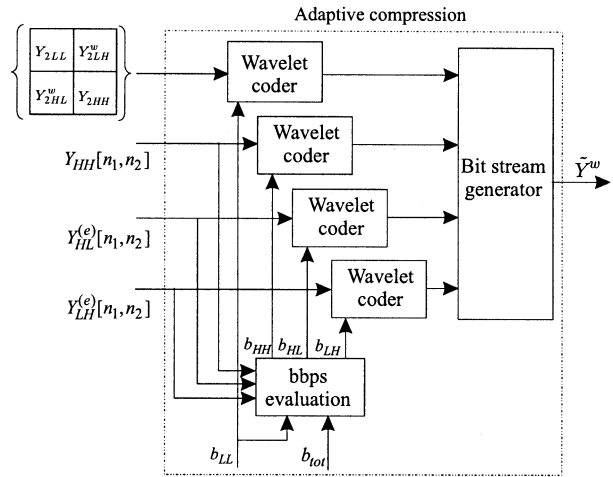 Adaptive compression
Y_{2LL} Y^w_{2LH}
Y^w_{2HL} Y_{2HH}
Wavelet
coder
Y_{HH}[n_1,n_2]
Wavelet
coder
Bit stream
generator
\tilde{Y}^w
Y^{(e)}_{HL}[n_1,n_2]
Wavelet
coder
Y^{(e)}_{LH}[n_1,n_2]
Wavelet
coder
b_{HH} b_{HL} b_{LH}
bbps
evaluation
b_{LL} b_{tot}